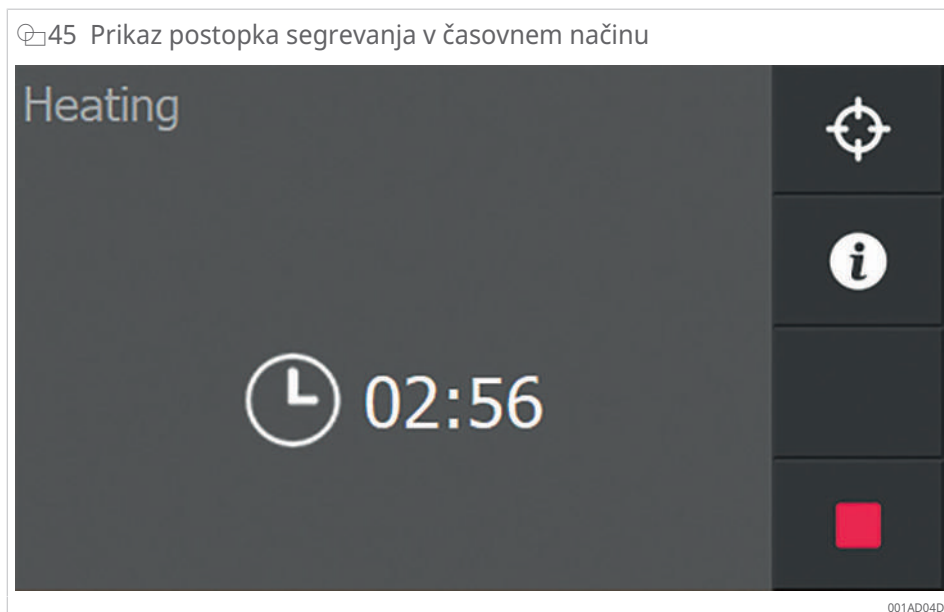 45 Prikaz postopka segrevanja v časovnem načinu
Heating
02:56
i
001AD04D